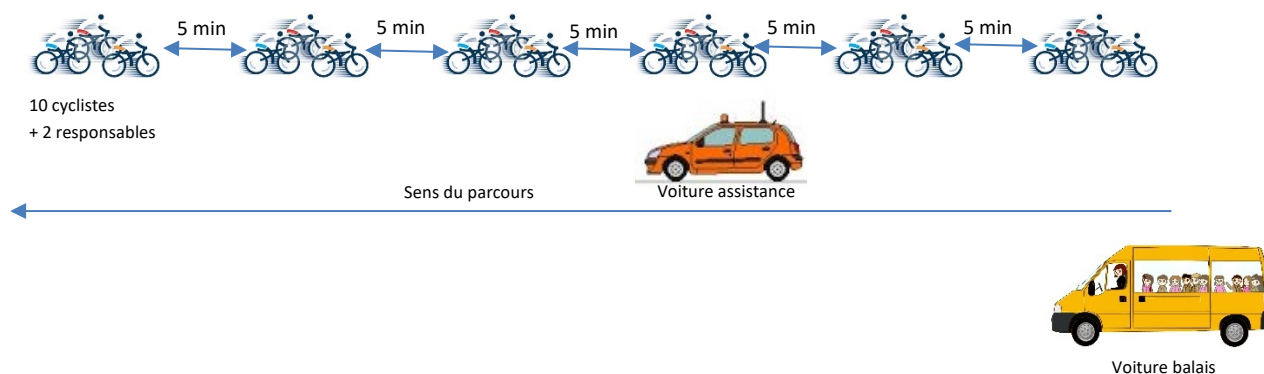 5 min
5 min
5 min
5 min
5 min
10 cyclistes
+ 2 responsables
Sens du parcours
Voiture assistance
Voiture balais